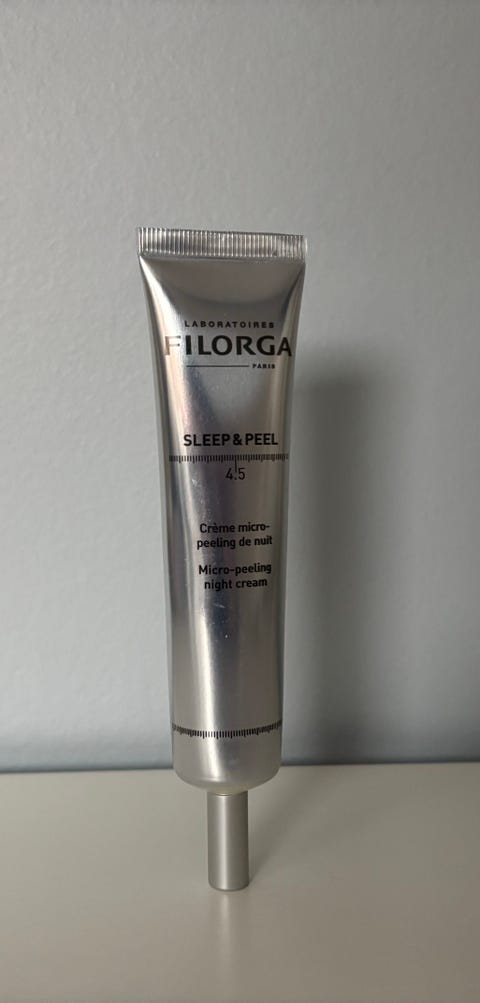 LABORATOIRES
FILORGA
PARIS
SLEEP & PEEL
4.5
Crème micro-
peeling de nuit
Micro-peeling
night cream